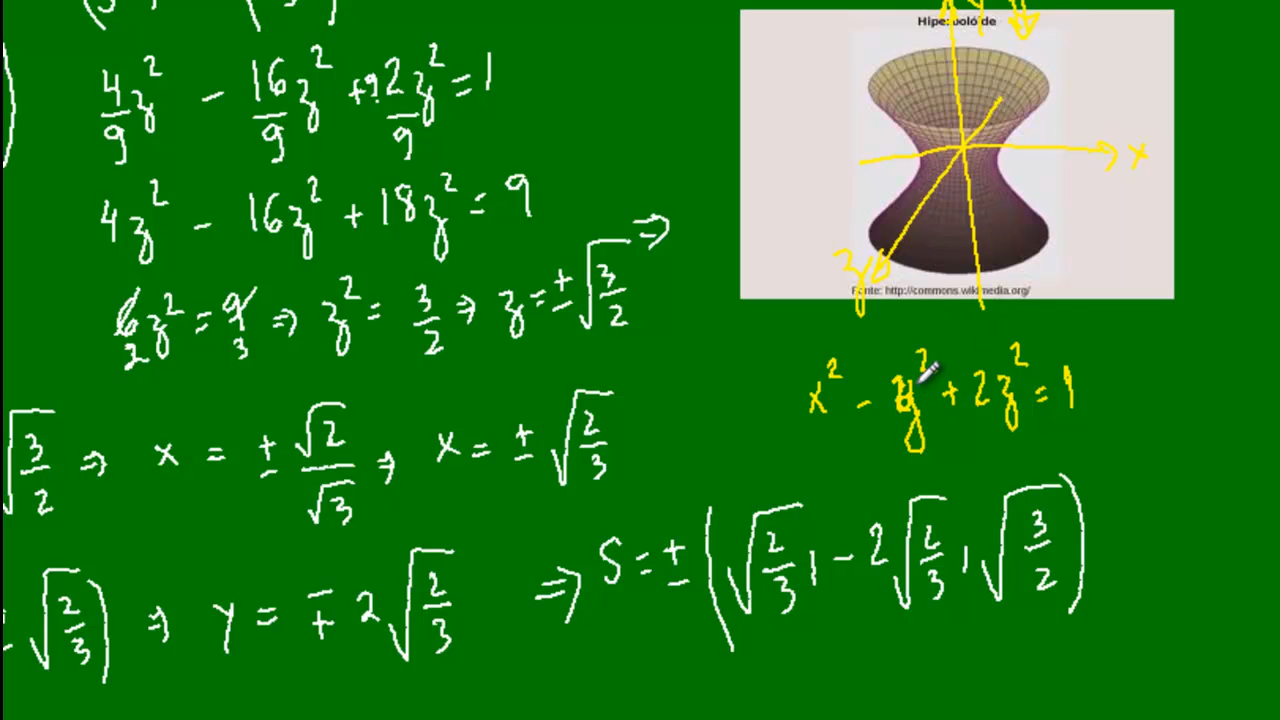 4/9 z² - 16/9 z² + 9·2z²/9 = 1
4z² - 16z² + 18z² = 9
6z² = 9 ⇒ z² = 3/2 ⇒ z = ± √(3/2) ⇒
2 3
√(3/2) ⇒ x = ± √2/√3 ⇒ x = ± √(2/3)
√(2/3)) ⇒ y = ∓ 2√(2/3) ⇒ S = ± (√(2/3), -2√(2/3), √(3/2))
Hiperbolóide
y
x
z
Fonte: http://commons.wikimedia.org/
x² - y² + 2z² = 1